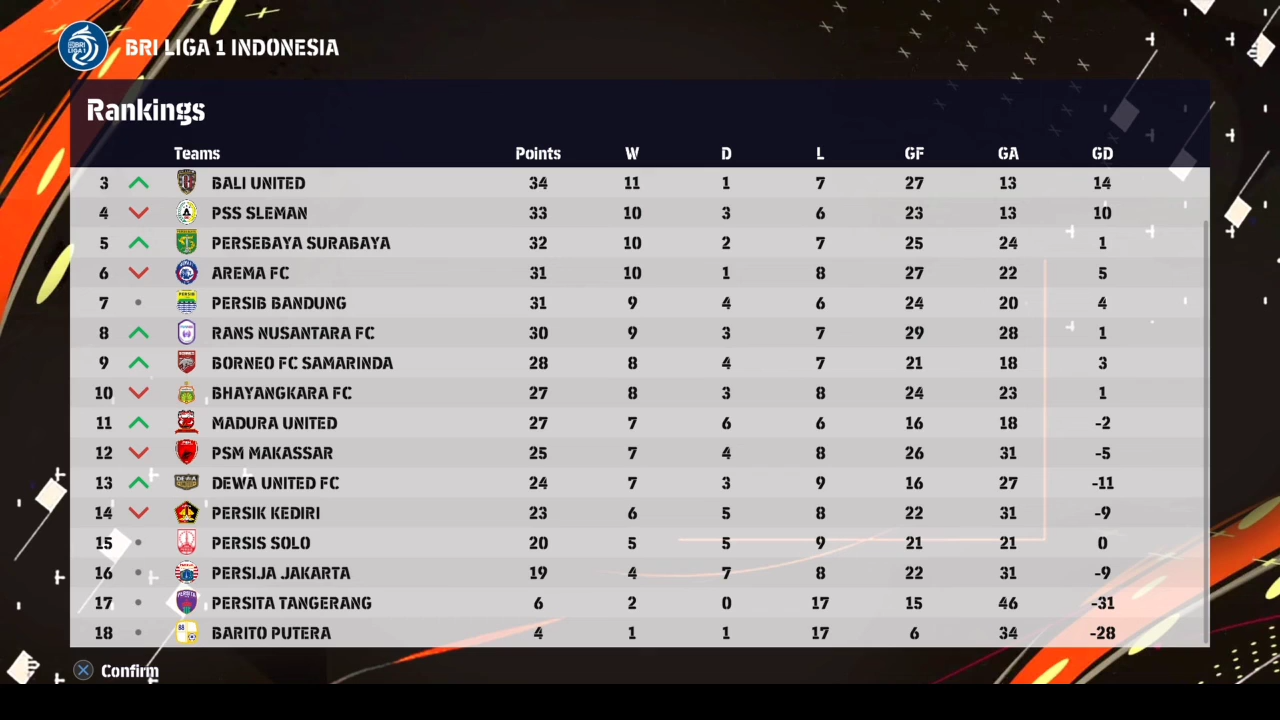 BRI LIGA 1 INDONESIA
Rankings
Teams Points W D L GF GA GD
3 BALI UNITED 34 11 1 7 27 13 14
4 PSS SLEMAN 33 10 3 6 23 13 10
5 PERSEBAYA SURABAYA 32 10 2 7 25 24 1
6 AREMA FC 31 10 1 8 27 22 5
7 PERSIB BANDUNG 31 9 4 6 24 20 4
8 RANS NUSANTARA FC 30 9 3 7 29 28 1
9 BORNEO FC SAMARINDA 28 8 4 7 21 18 3
10 BHAYANGKARA FC 27 8 3 8 24 23 1
11 MADURA UNITED 27 7 6 6 16 18 -2
12 PSM MAKASSAR 25 7 4 8 26 31 -5
13 DEWA UNITED FC 24 7 3 9 16 27 -11
14 PERSIK KEDIRI 23 6 5 8 22 31 -9
15 PERSIS SOLO 20 5 5 9 21 21 0
16 PERSIJA JAKARTA 19 4 7 8 22 31 -9
17 PERSITA TANGERANG 6 2 0 17 15 46 -31
18 BARITO PUTERA 4 1 1 17 6 34 -28
Confirm